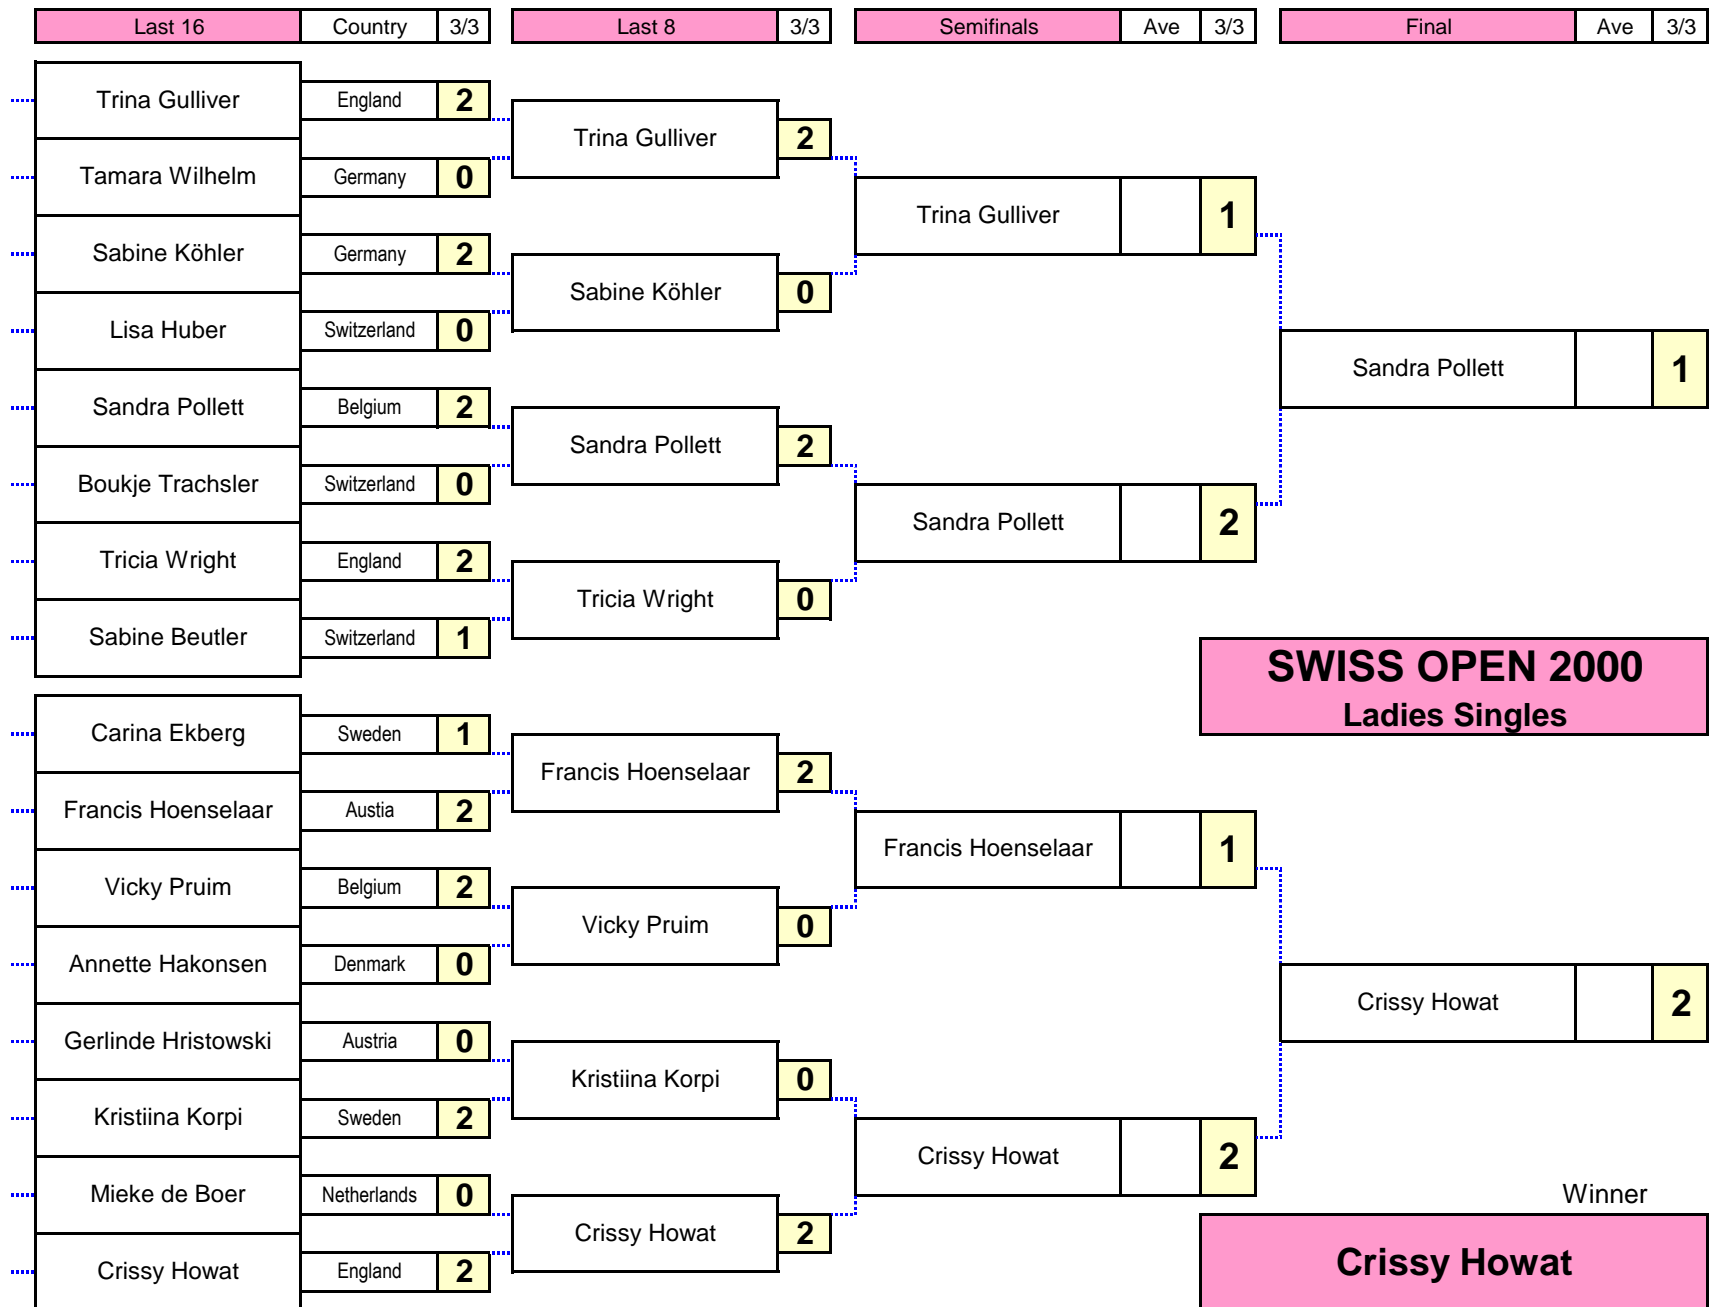 Last 16 Country 3/3 Last 8 3/3 Semifinals Ave 3/3 Final Ave 3/3
Trina Gulliver England 2
Trina Gulliver 2
Tamara Wilhelm Germany 0
Trina Gulliver 1
Sabine Köhler Germany 2
Sabine Köhler 0
Lisa Huber Switzerland 0
Sandra Pollett 1
Sandra Pollett Belgium 2
Sandra Pollett 2
Boukje Trachsler Switzerland 0
Sandra Pollett 2
Tricia Wright England 2
Tricia Wright 0
Sabine Beutler Switzerland 1
SWISS OPEN 2000
Ladies Singles
Carina Ekberg Sweden 1
Francis Hoenselaar 2
Francis Hoenselaar Austia 2
Francis Hoenselaar 1
Vicky Pruim Belgium 2
Vicky Pruim 0
Annette Hakonsen Denmark 0
Crissy Howat 2
Gerlinde Hristowski Austria 0
Kristiina Korpi 0
Kristiina Korpi Sweden 2
Crissy Howat 2
Mieke de Boer Netherlands 0
Winner
Crissy Howat 2
Crissy Howat England 2
Crissy Howat